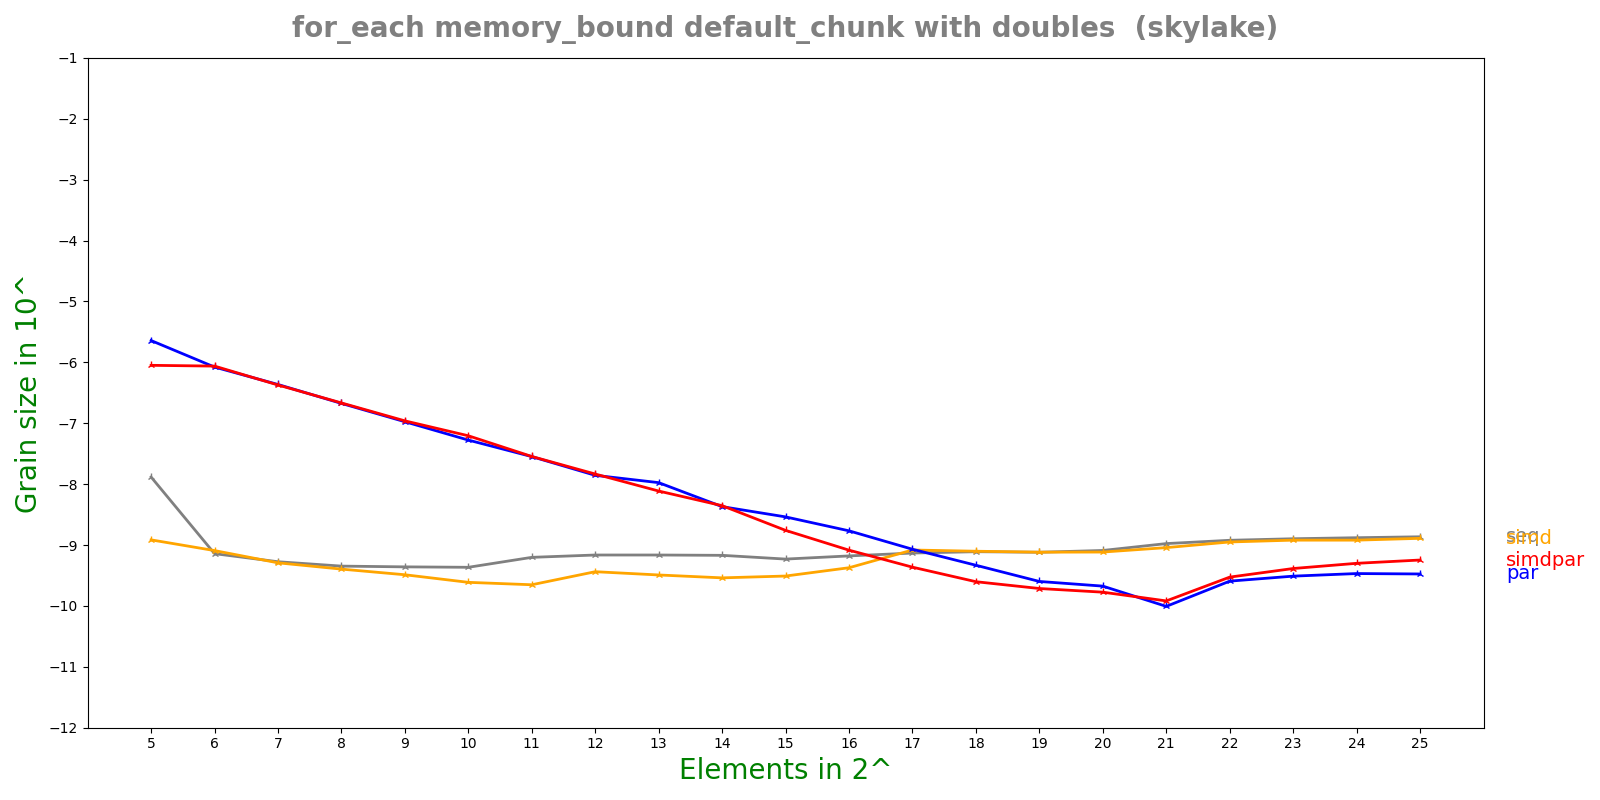 for_each memory_bound default_chunk with doubles (skylake)
−1
−2
−3
−4
−5
−6
−7
−8
−9
−10
−11
−12
Grain size in 10^
seq
simd
simdpar
par
5 6 7 8 9 10 11 12 13 14 15 16 17 18 19 20 21 22 23 24 25
Elements in 2^